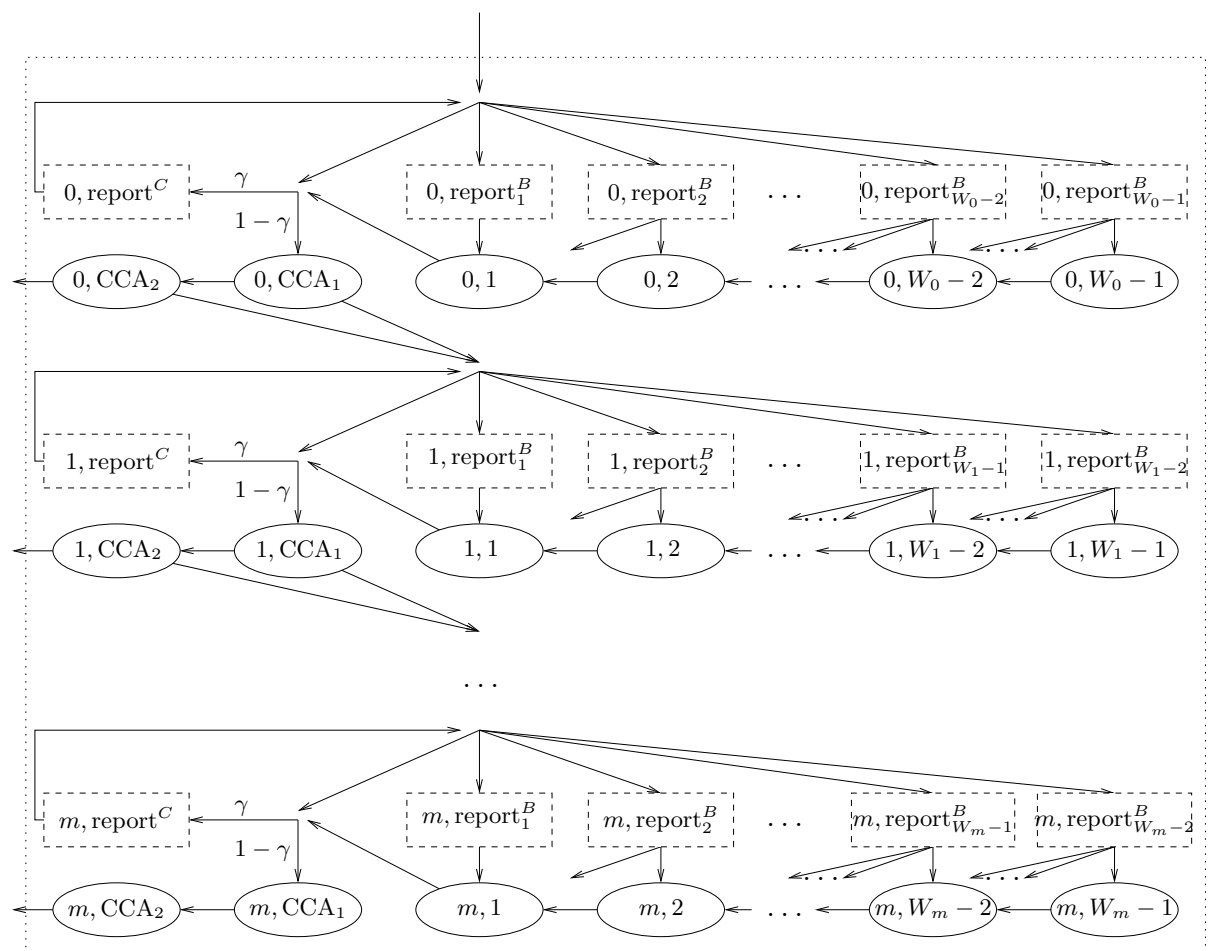 0, report^C γ 0, report^B_1 0, report^B_2 ... 0, report^B_{W_0−2} 0, report^B_{W_0−1}
1 − γ
... ...
0, CCA_2 0, CCA_1 0, 1 0, 2 ... 0, W_0 − 2 0, W_0 − 1
1, report^C γ 1, report^B_1 1, report^B_2 ... 1, report^B_{W_1−1} 1, report^B_{W_1−2}
1 − γ
... ...
1, CCA_2 1, CCA_1 1, 1 1, 2 ... 1, W_1 − 2 1, W_1 − 1
...
m, report^C γ m, report^B_1 m, report^B_2 ... m, report^B_{W_m−1} m, report^B_{W_m−2}
1 − γ
... ...
m, CCA_2 m, CCA_1 m, 1 m, 2 ... m, W_m − 2 m, W_m − 1